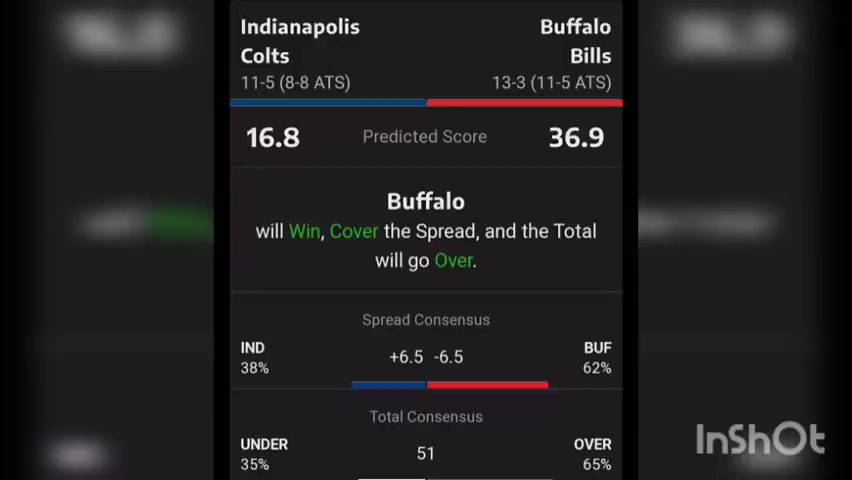 Indianapolis Buffalo
Colts Bills
11-5 (8-8 ATS) 13-3 (11-5 ATS)
16.8 Predicted Score 36.9
Buffalo
will Win, Cover the Spread, and the Total
will go Over.
Spread Consensus
IND +6.5 -6.5 BUF
38% 62%
Total Consensus
UNDER 51 OVER
35% 65%
InShOt